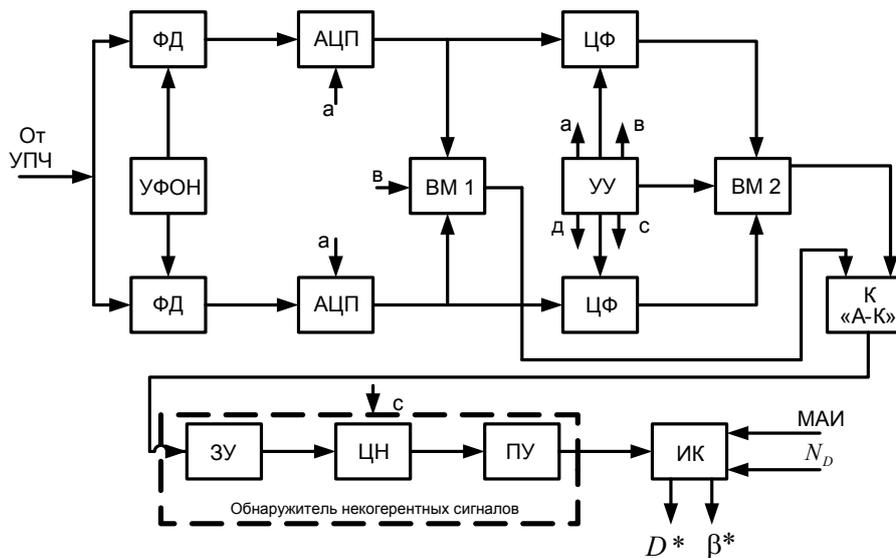 ФД
АЦП
ЦФ
а
а
в
От
УПЧ
УФОН
в
ВМ 1
УУ
ВМ 2
а
д
с
ФД
АЦП
ЦФ
К
«А-К»
с
МАИ
ЗУ
ЦН
ПУ
ИК
N_D
Обнаружитель некогерентных сигналов
D*
β*